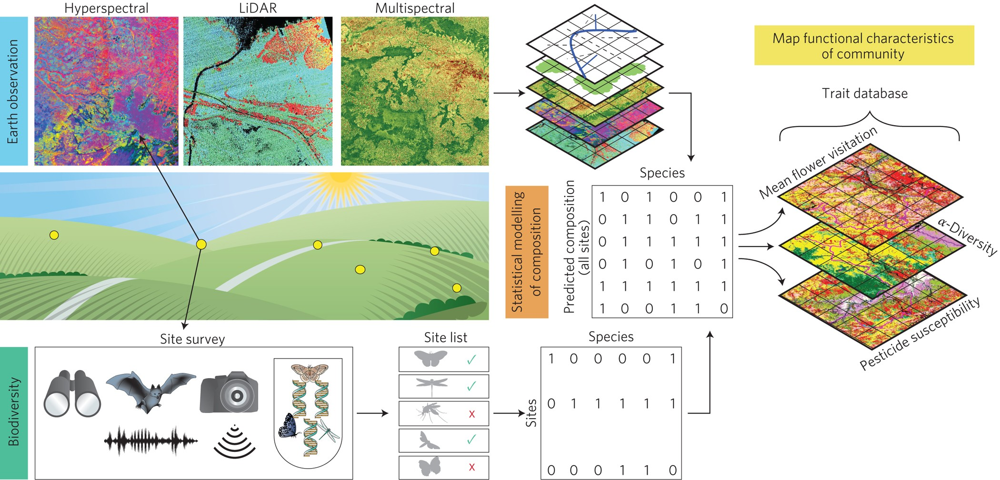 Hyperspectral
LiDAR
Multispectral
Earth observation
Map functional characteristics
of community
Trait database
Mean flower visitation
α-Diversity
Pesticide susceptibility
Species
Statistical modelling
of composition
Predicted composition
(all sites)
1 0 1 0 0 1
0 1 1 0 1 1
0 1 1 1 1 1
0 1 0 1 0 1
1 1 1 1 1 1
1 0 0 1 1 0
Biodiversity
Site survey
Site list
✓
✓
x
✓
x
Species
Sites
1 0 0 0 0 1
0 1 1 1 1 1
0 0 0 1 1 0